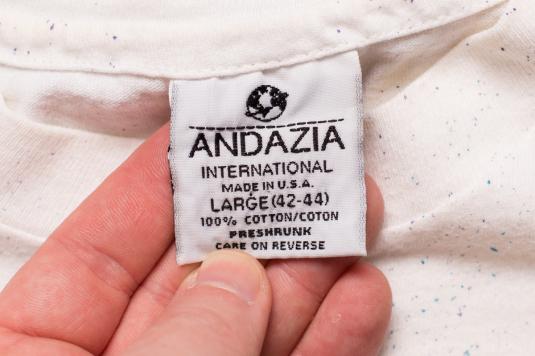 ANDAZIA
INTERNATIONAL
MADE IN U.S.A.
LARGE (42-44)
100% COTTON/COTON
PRESHRUNK
CARE ON REVERSE